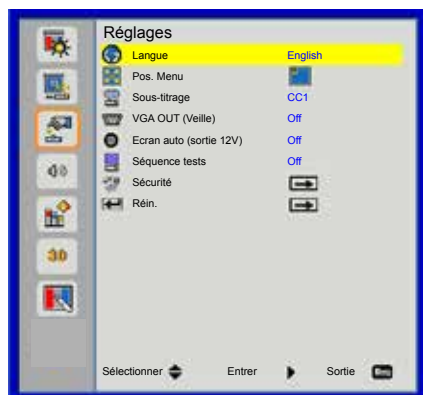 Réglages
Langue English
Pos. Menu
Sous-titrage CC1
VGA OUT (Veille) Off
Ecran auto (sortie 12V) Off
Séquence tests Off
Sécurité
Réin.
3D
Sélectionner Entrer Sortie